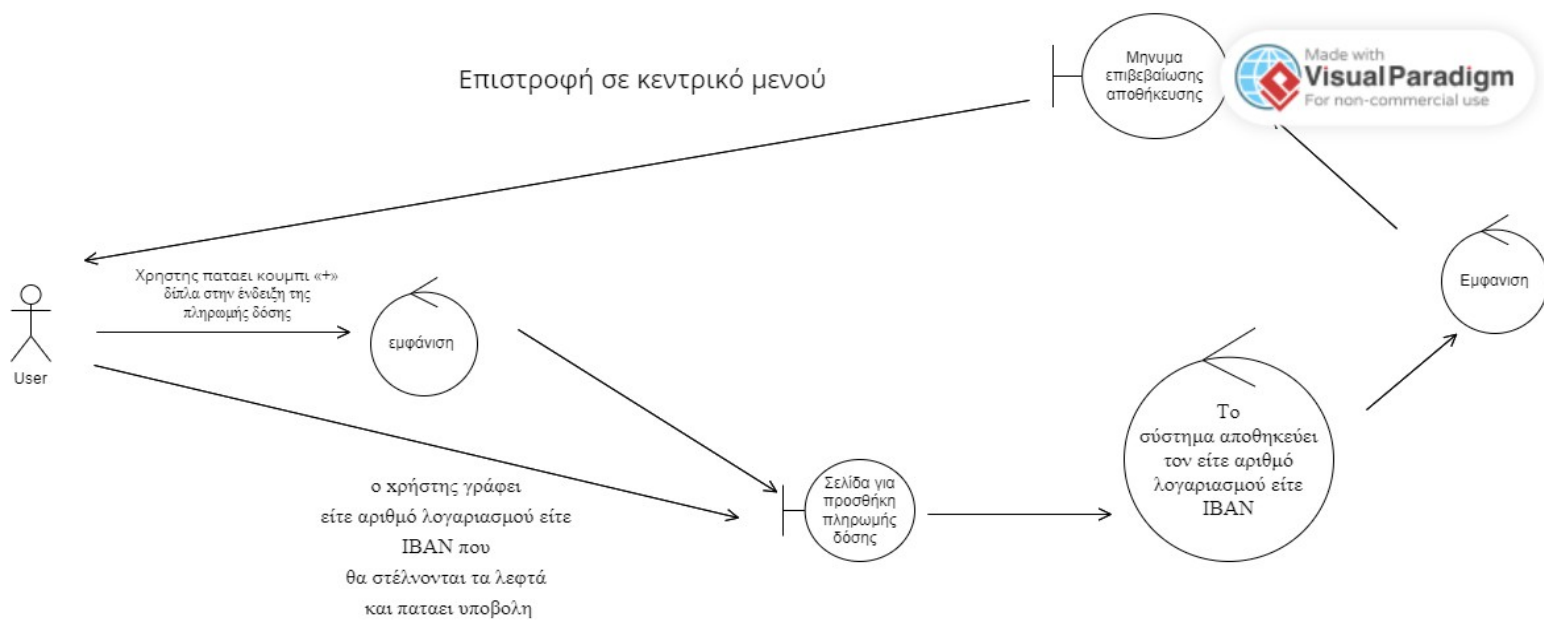 Επιστροφή σε κεντρικό μενού
Μηνυμα
επιβεβαίωσης
αποθήκευσης
Made with
Visual Paradigm
For non-commercial use
Χρηστης παταει κουμπι «+»
δίπλα στην ένδειξη της
πληρωμής δόσης
User
εμφάνιση
Εμφανιση
ο χρήστης γράφει
είτε αριθμό λογαριασμού είτε
IBAN που
θα στέλνονται τα λεφτά
και παταει υποβολη
Σελίδα για
προσθήκη
πληρωμής
δόσης
Το
σύστημα αποθηκεύει
τον είτε αριθμό
λογαριασμού είτε
IBAN